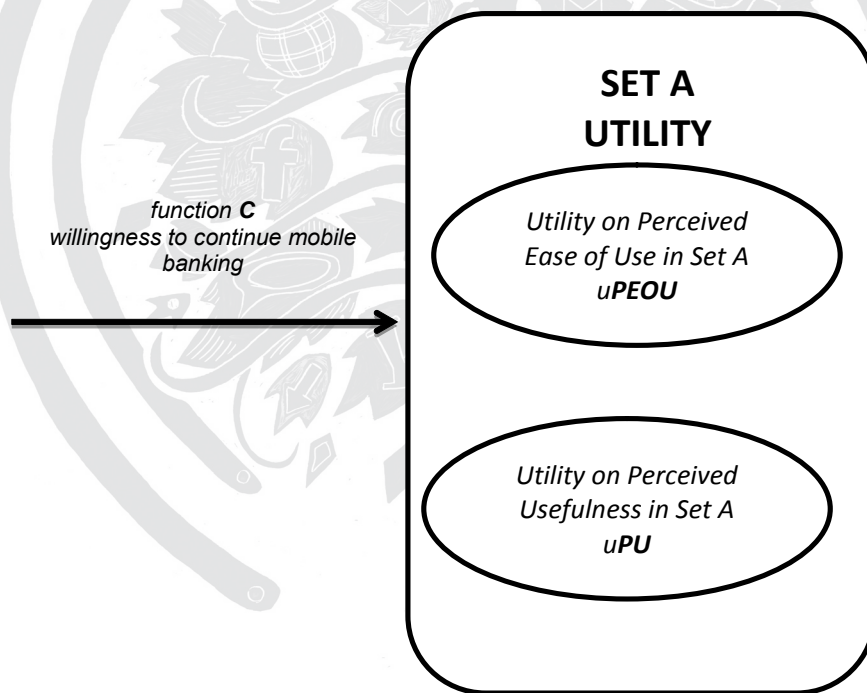 SET A
UTILITY
function C
willingness to continue mobile
banking
Utility on Perceived
Ease of Use in Set A
uPEOU
Utility on Perceived
Usefulness in Set A
uPU